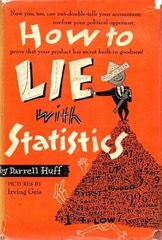 Now you, too, can out-double-talk your accountant;
confuse your political opponent;
prove that your product has secret built-in goodness!
How to
LIE
with
Statistics
by Darrell Huff
PICTURES BY
Irving Geis
LOW